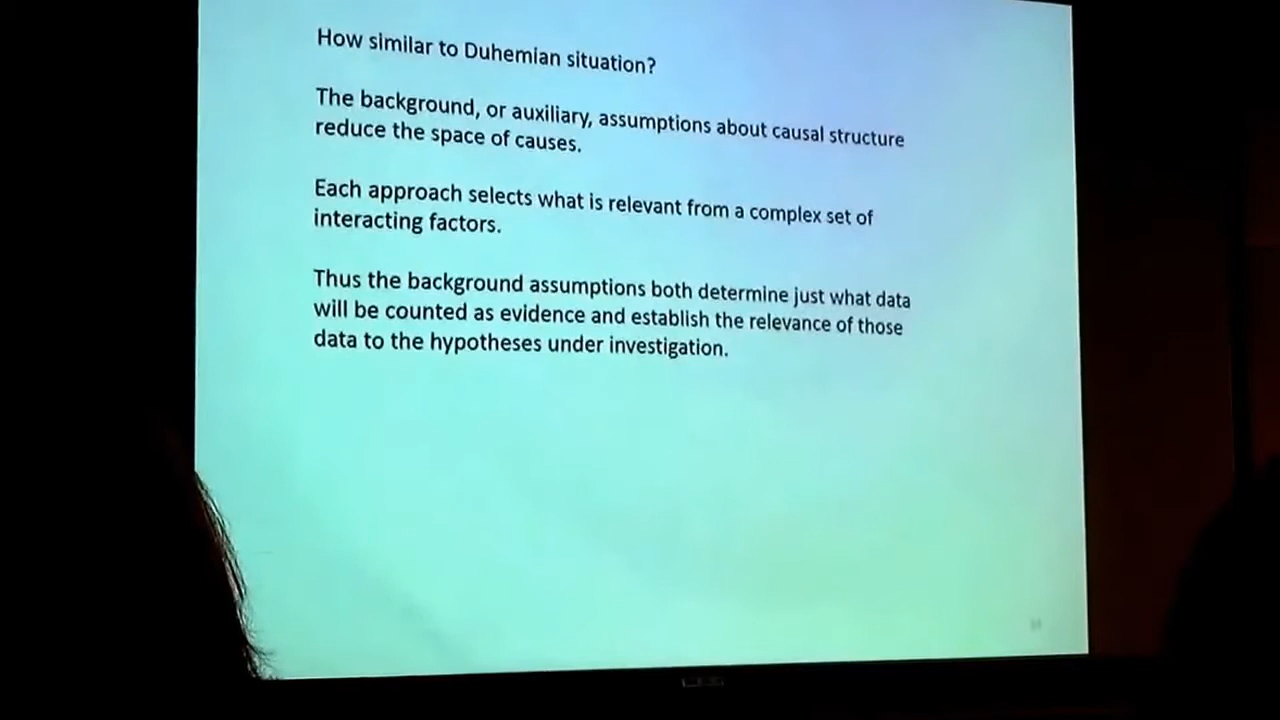 How similar to Duhemian situation?
The background, or auxiliary, assumptions about causal structure
reduce the space of causes.
Each approach selects what is relevant from a complex set of
interacting factors.
Thus the background assumptions both determine just what data
will be counted as evidence and establish the relevance of those
data to the hypotheses under investigation.